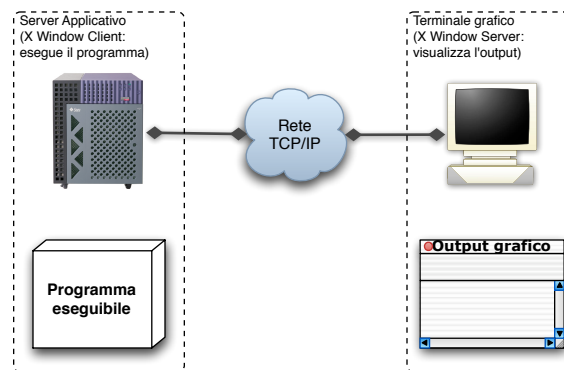 Server Applicativo
(X Window Client:
esegue il programma)
Terminale grafico
(X Window Server:
visualizza l'output)
Rete
TCP/IP
Programma
eseguibile
Output grafico